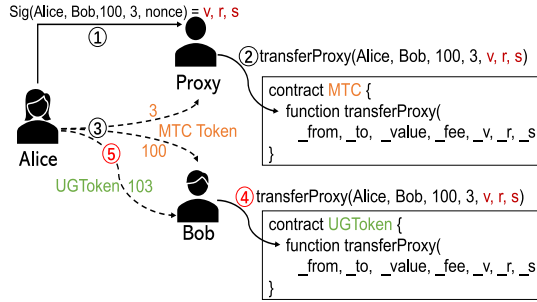 Sig(Alice, Bob,100, 3, nonce) = v, r, s
①
Proxy
② transferProxy(Alice, Bob, 100, 3, v, r, s)
contract MTC {
function transferProxy(
_from, _to, _value, _fee, _v, _r, _s
}
Alice
③
3
MTC Token
100
⑤
UGToken 103
Bob
④ transferProxy(Alice, Bob, 100, 3, v, r, s)
contract UGToken {
function transferProxy(
_from, _to, _value, _fee, _v, _r, _s
}